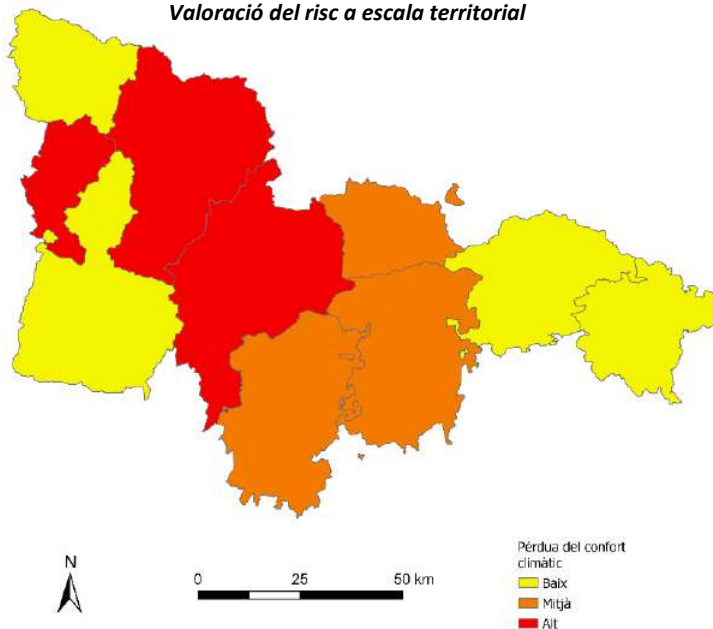 Valoració del risc a escala territorial
N
0 25 50 km
Pèrdua del confort
climàtic
Baix
Mitjà
Alt